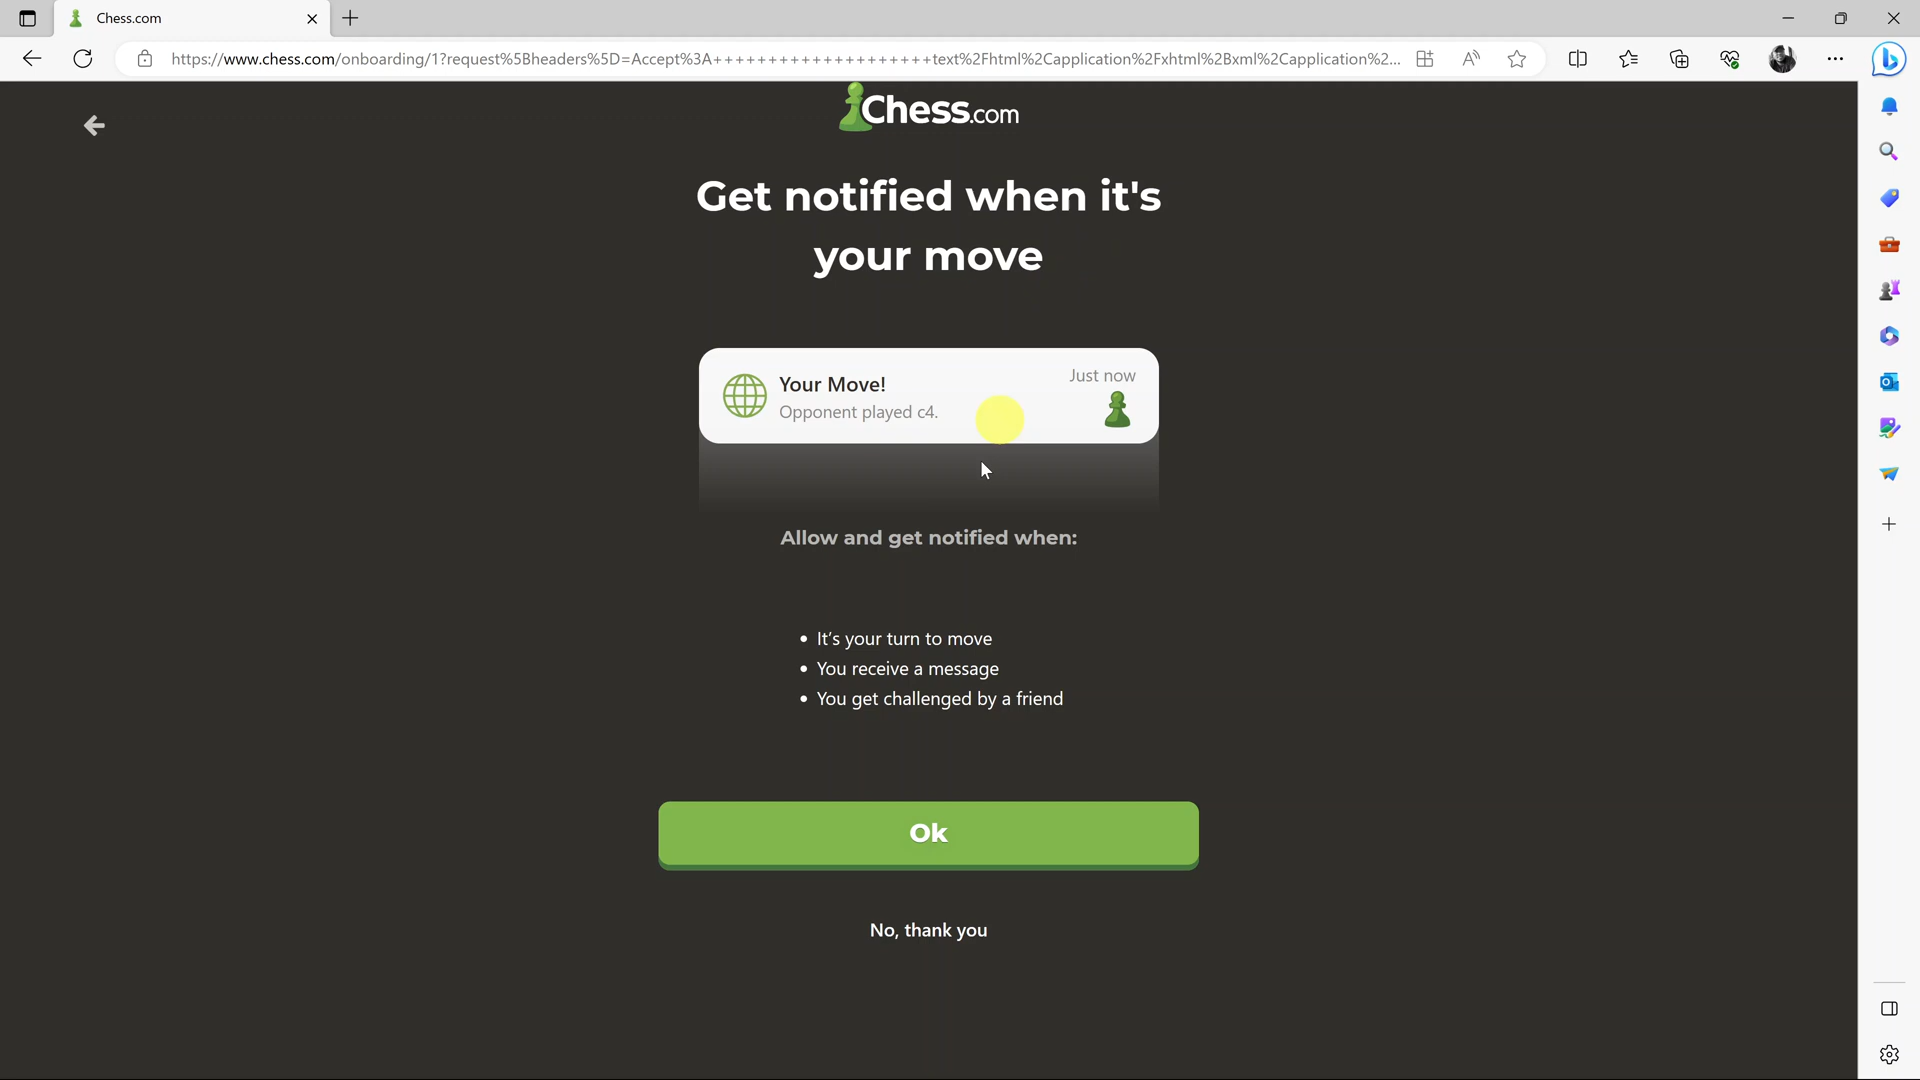 Chess.com
https://www.chess.com/onboarding/1?request%5Bheaders%5D=Accept%3A+++++++++++++++++++text%2Fhtml%2Capplication%2Fxhtml%2Bxml%2Capplication%2...
Chess.com
Get notified when it's
your move
Your Move!
Just now
Opponent played c4.
Allow and get notified when:
• It's your turn to move
• You receive a message
• You get challenged by a friend
Ok
No, thank you